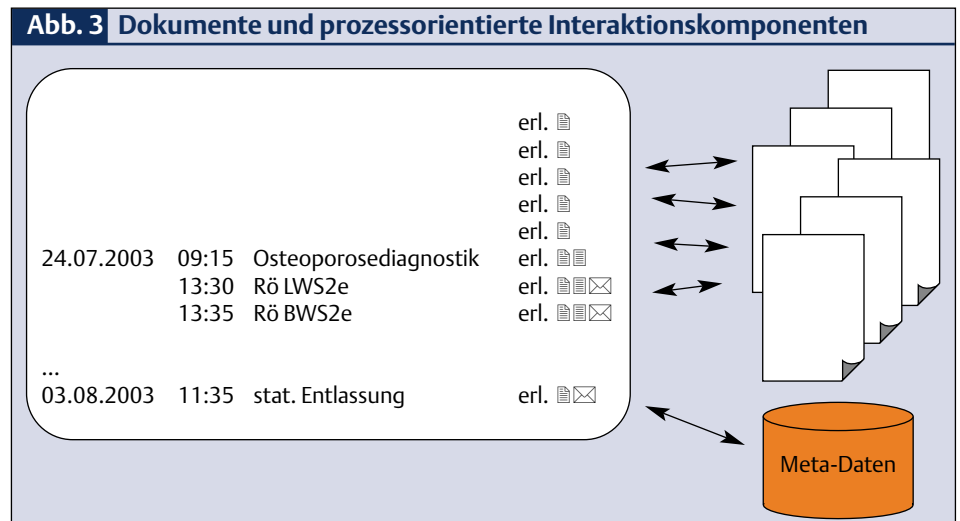 Abb. 3 Dokumente und prozessorientierte Interaktionskomponenten
erl.
erl.
erl.
erl.
erl.
24.07.2003 09:15 Osteoporosediagnostik erl.
13:30 Rö LWS2e erl.
13:35 Rö BWS2e erl.
...
03.08.2003 11:35 stat. Entlassung erl.
Meta-Daten